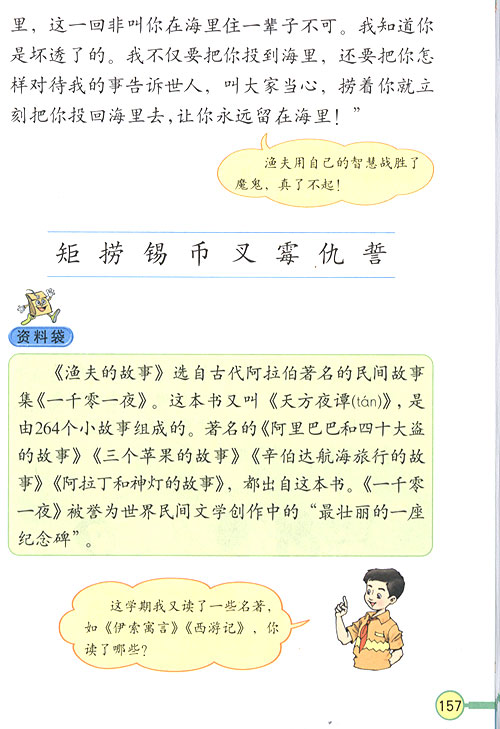 里，这一回非叫你在海里住一辈子不可。我知道你
是坏透了的。我不仅要把你投到海里，还要把你怎
样对待我的事告诉世人，叫大家当心，捞着你就立
刻把你投回海里去，让你永远留在海里！”
渔夫用自己的智慧战胜了
魔鬼，真了不起！
矩 捞 锡 币 叉 霉 仇 誓
资料袋
《渔夫的故事》选自古代阿拉伯著名的民间故事
集《一千零一夜》。这本书又叫《天方夜谭(tán)》，是
由264个小故事组成的。著名的《阿里巴巴和四十大盗
的故事》《三个苹果的故事》《辛伯达航海旅行的故
事》《阿拉丁和神灯的故事》，都出自这本书。《一千零
一夜》被誉为世界民间文学创作中的“最壮丽的一座
纪念碑”。
这学期我又读了一些名著，
如《伊索寓言》《西游记》，你
读了哪些？
157